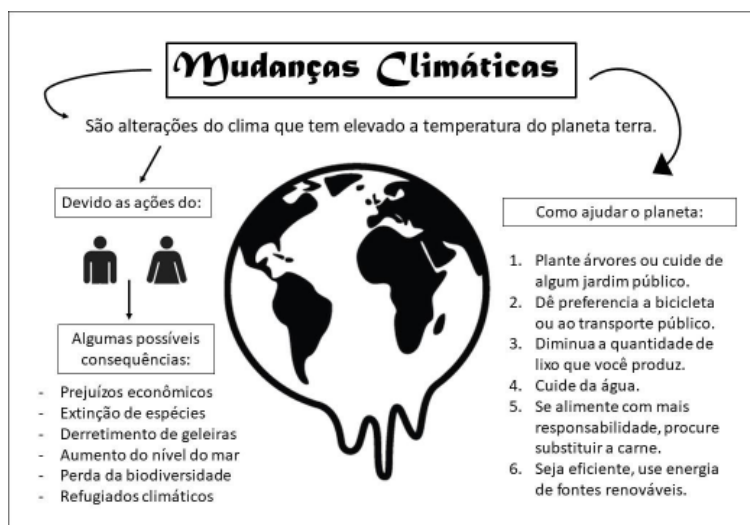 Mudanças Climáticas
São alterações do clima que tem elevado a temperatura do planeta terra.
Devido as ações do:
Algumas possíveis
consequências:
- Prejuízos econômicos
- Extinção de espécies
- Derretimento de geleiras
- Aumento do nível do mar
- Perda da biodiversidade
- Refugiados climáticos
Como ajudar o planeta:
1. Plante árvores ou cuide de
algum jardim público.
2. Dê preferencia a bicicleta
ou ao transporte público.
3. Diminua a quantidade de
lixo que você produz.
4. Cuide da água.
5. Se alimente com mais
responsabilidade, procure
substituir a carne.
6. Seja eficiente, use energia
de fontes renováveis.